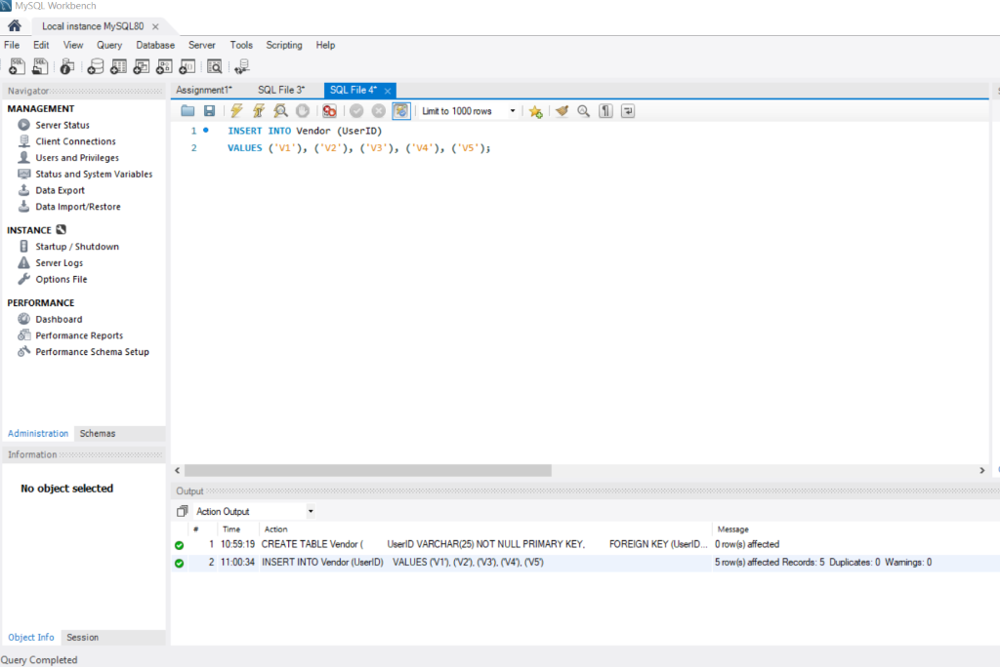 MySQL Workbench
Local instance MySQL80 ×
File Edit View Query Database Server Tools Scripting Help
Navigator
MANAGEMENT
Server Status
Client Connections
Users and Privileges
Status and System Variables
Data Export
Data Import/Restore
INSTANCE
Startup / Shutdown
Server Logs
Options File
PERFORMANCE
Dashboard
Performance Reports
Performance Schema Setup
Administration Schemas
Information
No object selected
Object Info Session
Query Completed
Assignment1* SQL File 3* SQL File 4* ×
Limit to 1000 rows
1 INSERT INTO Vendor (UserID)
2 VALUES ('V1'), ('V2'), ('V3'), ('V4'), ('V5');
Output
Action Output
# Time Action Message
1 10:59:19 CREATE TABLE Vendor ( UserID VARCHAR(25) NOT NULL PRIMARY KEY, FOREIGN KEY (UserID... 0 row(s) affected
2 11:00:34 INSERT INTO Vendor (UserID) VALUES ('V1'), ('V2'), ('V3'), ('V4'), ('V5') 5 row(s) affected Records: 5 Duplicates: 0 Warnings: 0